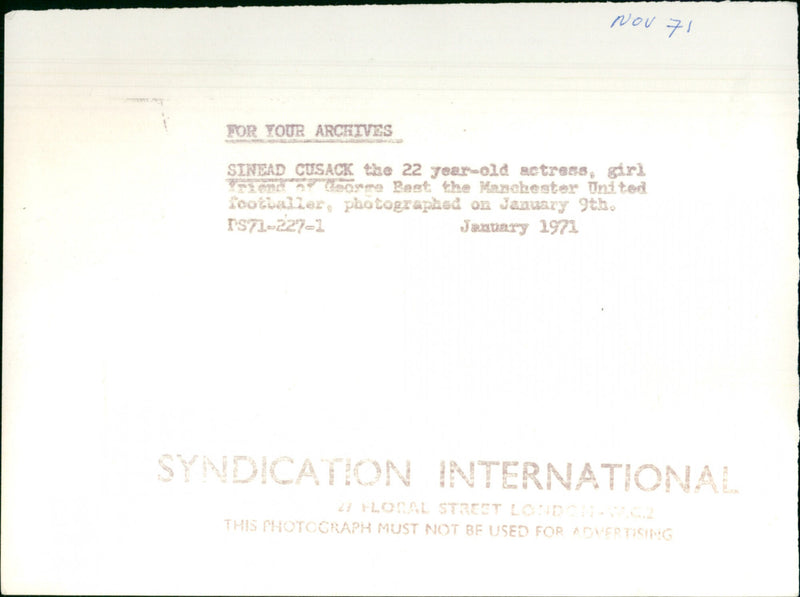 NOV 71
FOR YOUR ARCHIVES
SINEAD CUSACK the 22 year-old actress, girl
friend of George Best the Manchester United
footballer, photographed on January 9th.
PS71-227-1 January 1971
SYNDICATION INTERNATIONAL
27 FLORAL STREET LONDON - W.C.2
THIS PHOTOGRAPH MUST NOT BE USED FOR ADVERTISING